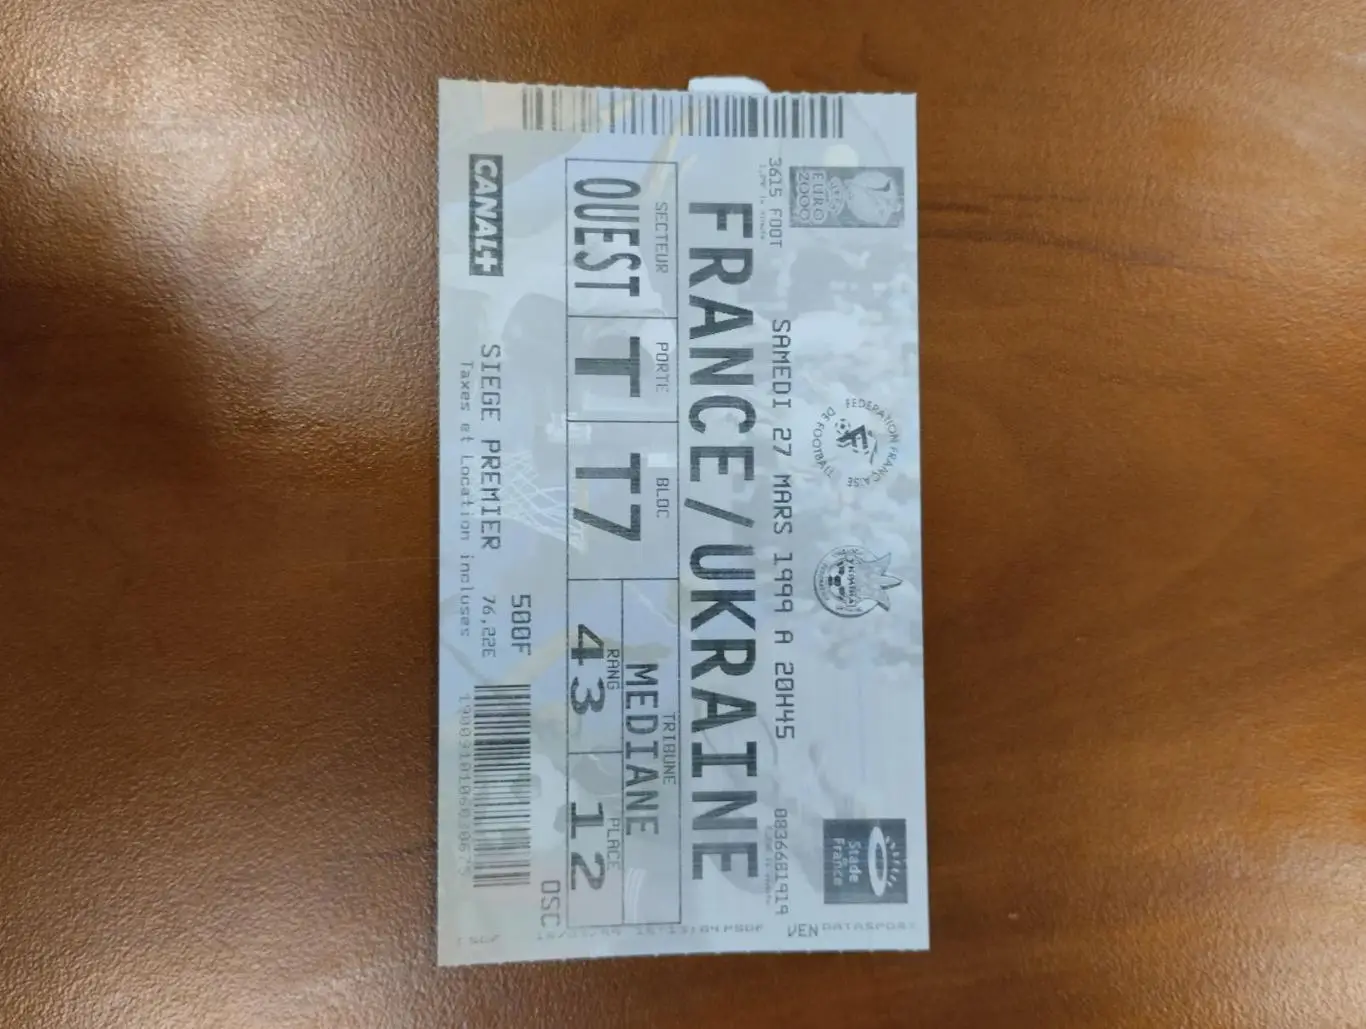 EURO
2000
3615 FOOT
FEDERATION FRANÇAISE DE FOOTBALL
Stade
de
France
SAMEDI 27 MARS 1999 A 20H45
0836681919
FRANCE/UKRAINE
SECTEUR
OUEST
PORTE
T
BLOC
T7
TRIBUNE
MEDIANE
RANG
43
PLACE
12
500F
OSC
CANAL+
SIEGE PREMIER 76,22E
Taxes et Location incluses
VEN DATASPORT